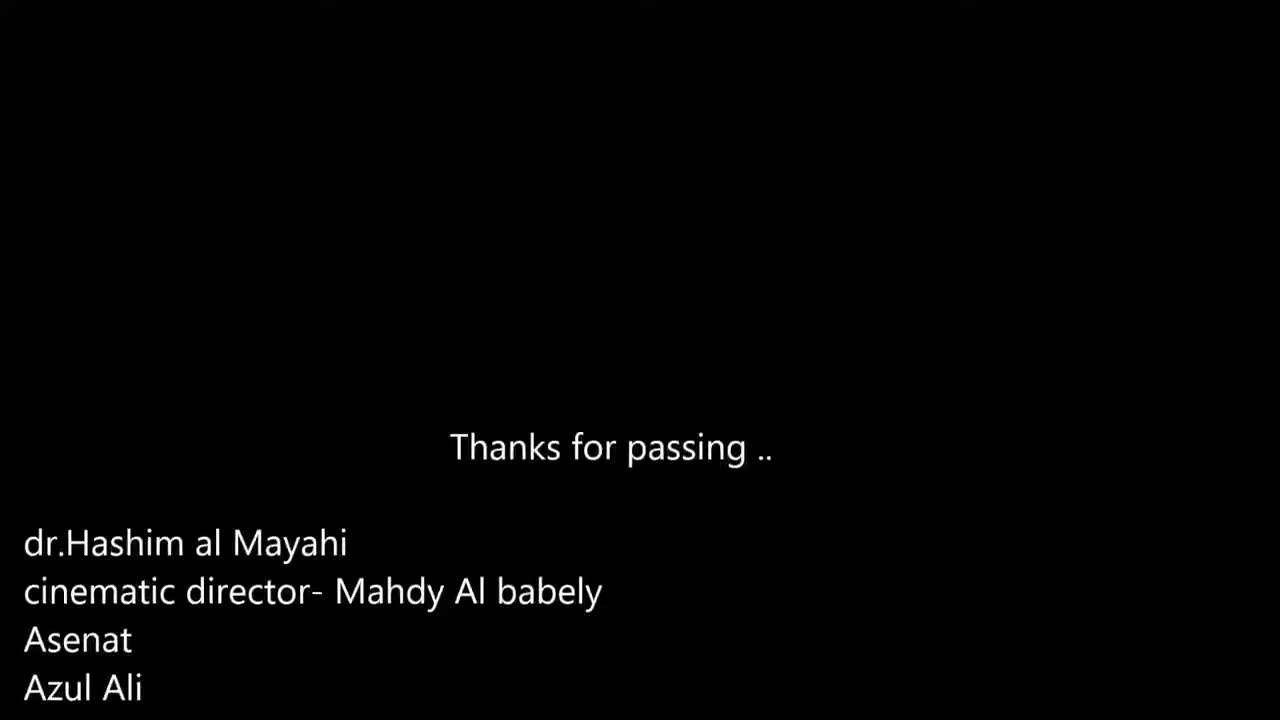 Thanks for passing ..
dr.Hashim al Mayahi
cinematic director- Mahdy Al babely
Asenat
Azul Ali